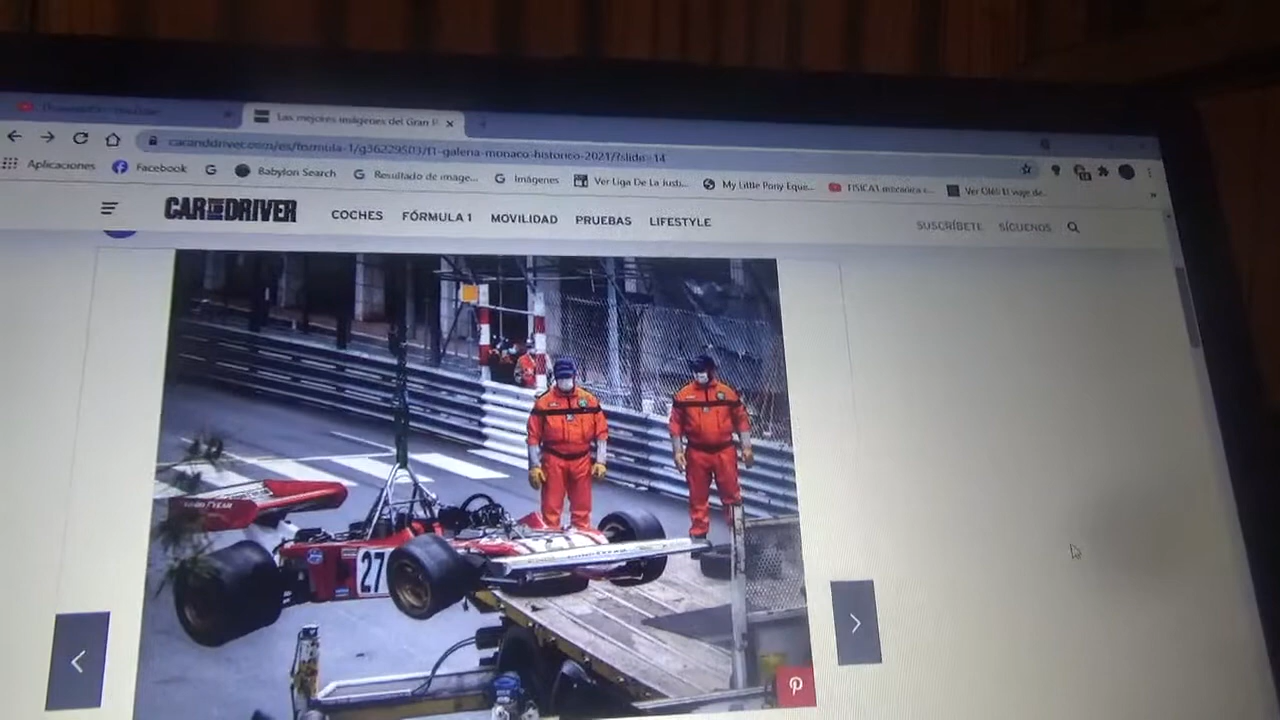 Las mejores imágenes del Gran P
caranddriver.com/es/formula-1/g36229503/f1-galeria-monaco-historico-2021/?slide=14
Aplicaciones Facebook Babylon Search Resultado de image... Imágenes Ver Liga De La Justi... My Little Pony Eque...
CAR AND DRIVER COCHES FÓRMULA 1 MOVILIDAD PRUEBAS LIFESTYLE SUSCRÍBETE SÍGUENOS
GOODYEAR
27